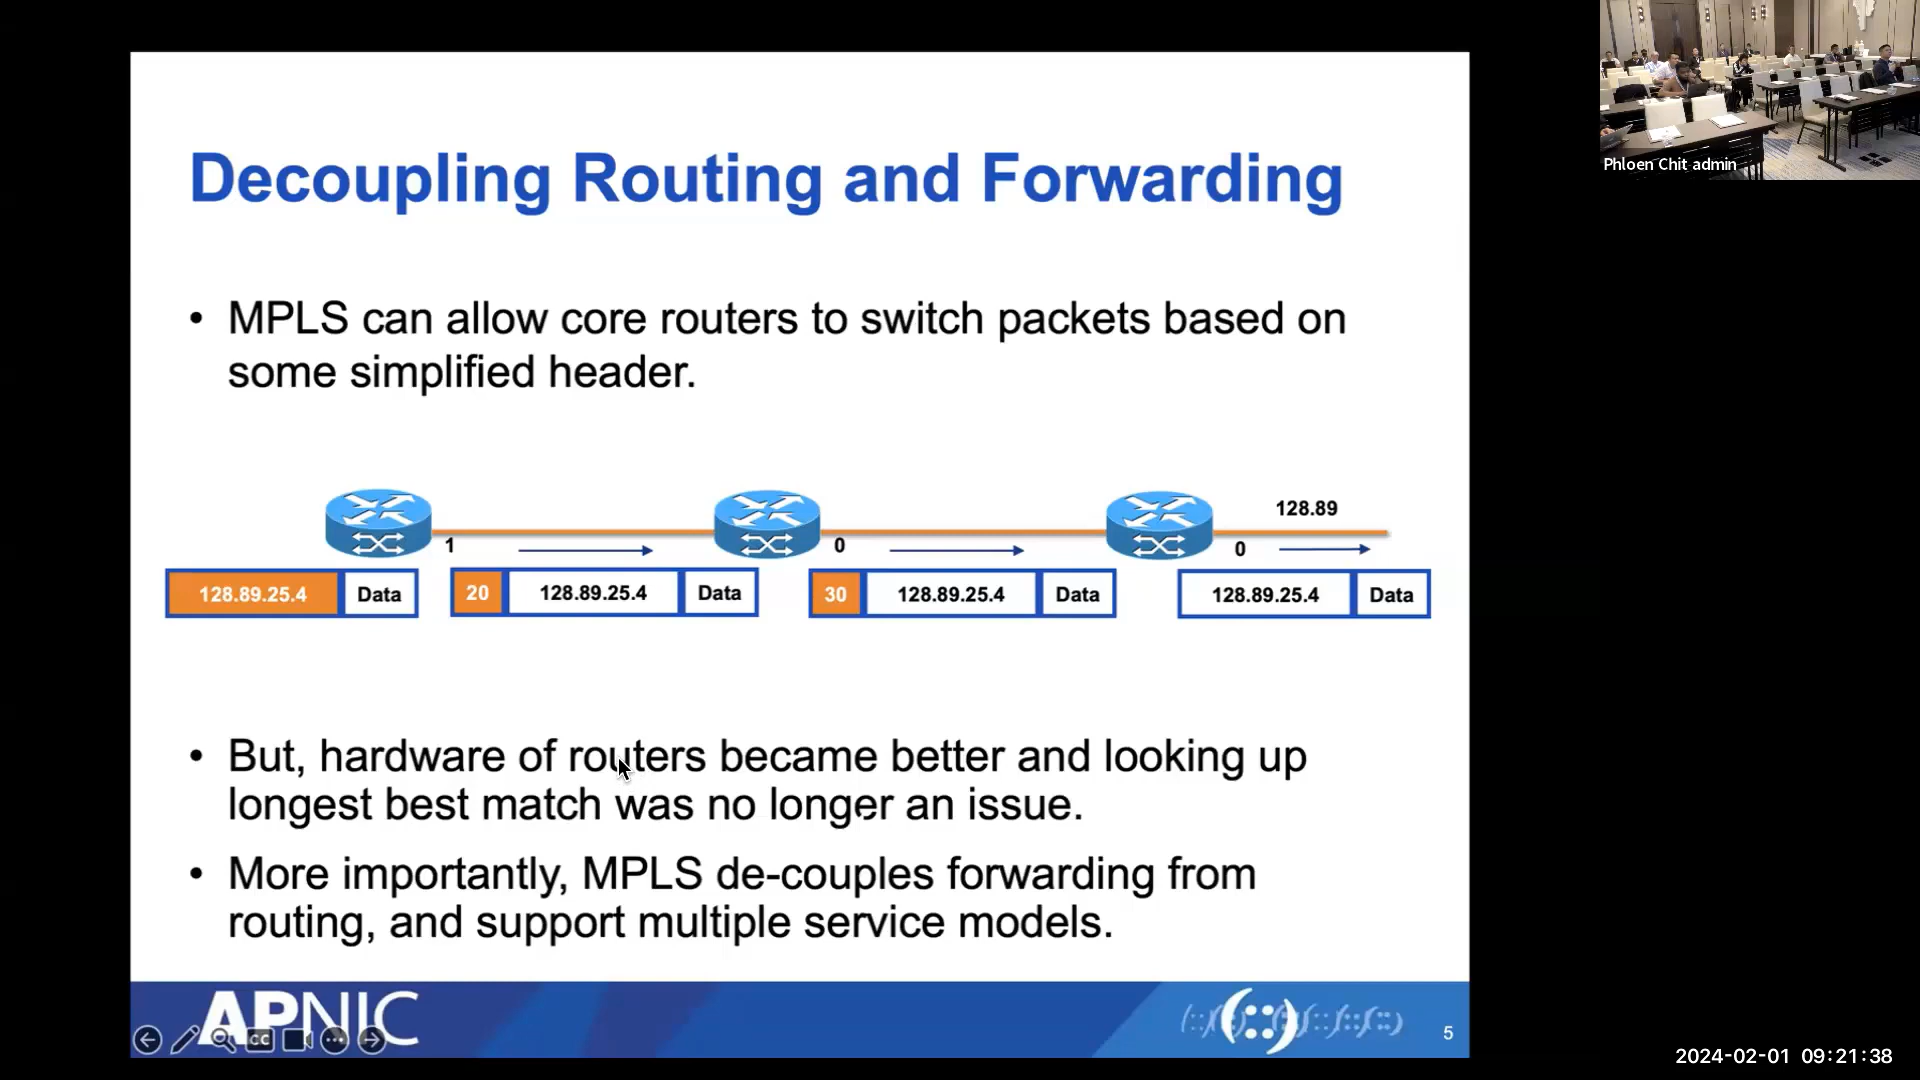 Decoupling Routing and Forwarding
• MPLS can allow core routers to switch packets based on
some simplified header.
128.89
1
0
0
128.89.25.4 Data
20 128.89.25.4 Data
30 128.89.25.4 Data
128.89.25.4 Data
• But, hardware of routers became better and looking up
longest best match was no longer an issue.
• More importantly, MPLS de-couples forwarding from
routing, and support multiple service models.
APNIC
CC
5
Phloen Chit admin
2024-02-01 09:21:38